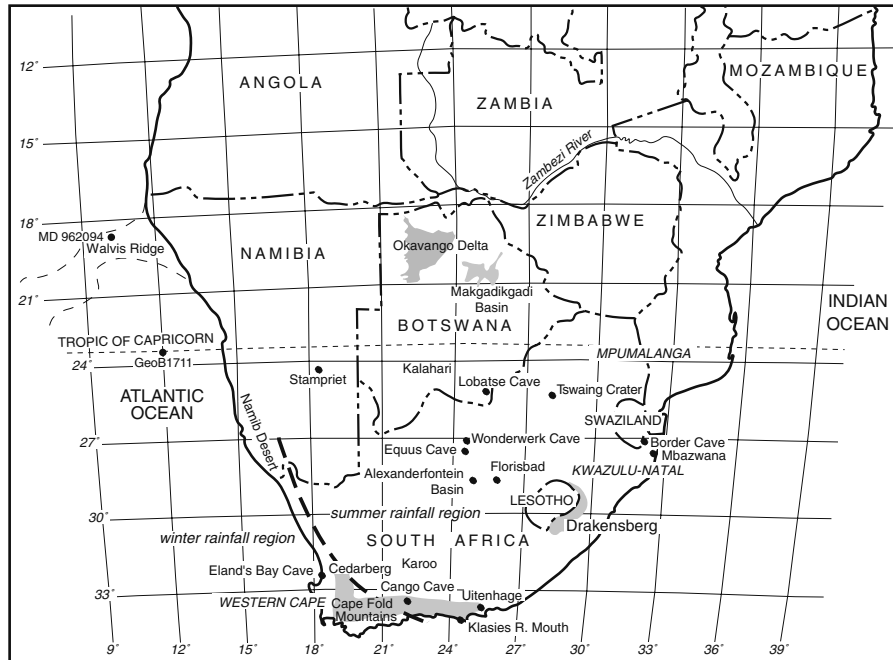 12°
15°
18°
21°
24°
27°
30°
33°
ANGOLA
ZAMBIA
MOZAMBIQUE
Zambezi River
ZIMBABWE
NAMIBIA
Okavango Delta
MD 962094
Walvis Ridge
Makgadikgadi
Basin
BOTSWANA
INDIAN
OCEAN
TROPIC OF CAPRICORN
GeoB1711
MPUMALANGA
Stampriet
Kalahari
Lobatse Cave
Tswaing Crater
ATLANTIC
OCEAN
Namib Desert
SWAZILAND
Wonderwerk Cave
Border Cave
Equus Cave
Mbazwana
Florisbad
KWAZULU-NATAL
Alexanderfontein
Basin
LESOTHO
summer rainfall region
Drakensberg
winter rainfall region
SOUTH AFRICA
Eland's Bay Cave
Cedarberg
Karoo
Cango Cave
Uitenhage
WESTERN CAPE
Cape Fold
Mountains
Klasies R. Mouth
9°
12°
15°
18°
21°
24°
27°
30°
33°
36°
39°